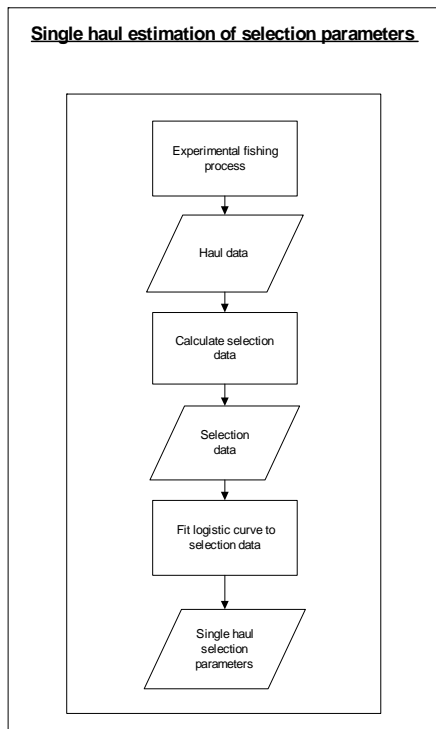 Single haul estimation of selection parameters
Experimental fishing
process
Haul data
Calculate selection
data
Selection
data
Fit logistic curve to
selection data
Single haul
selection
parameters